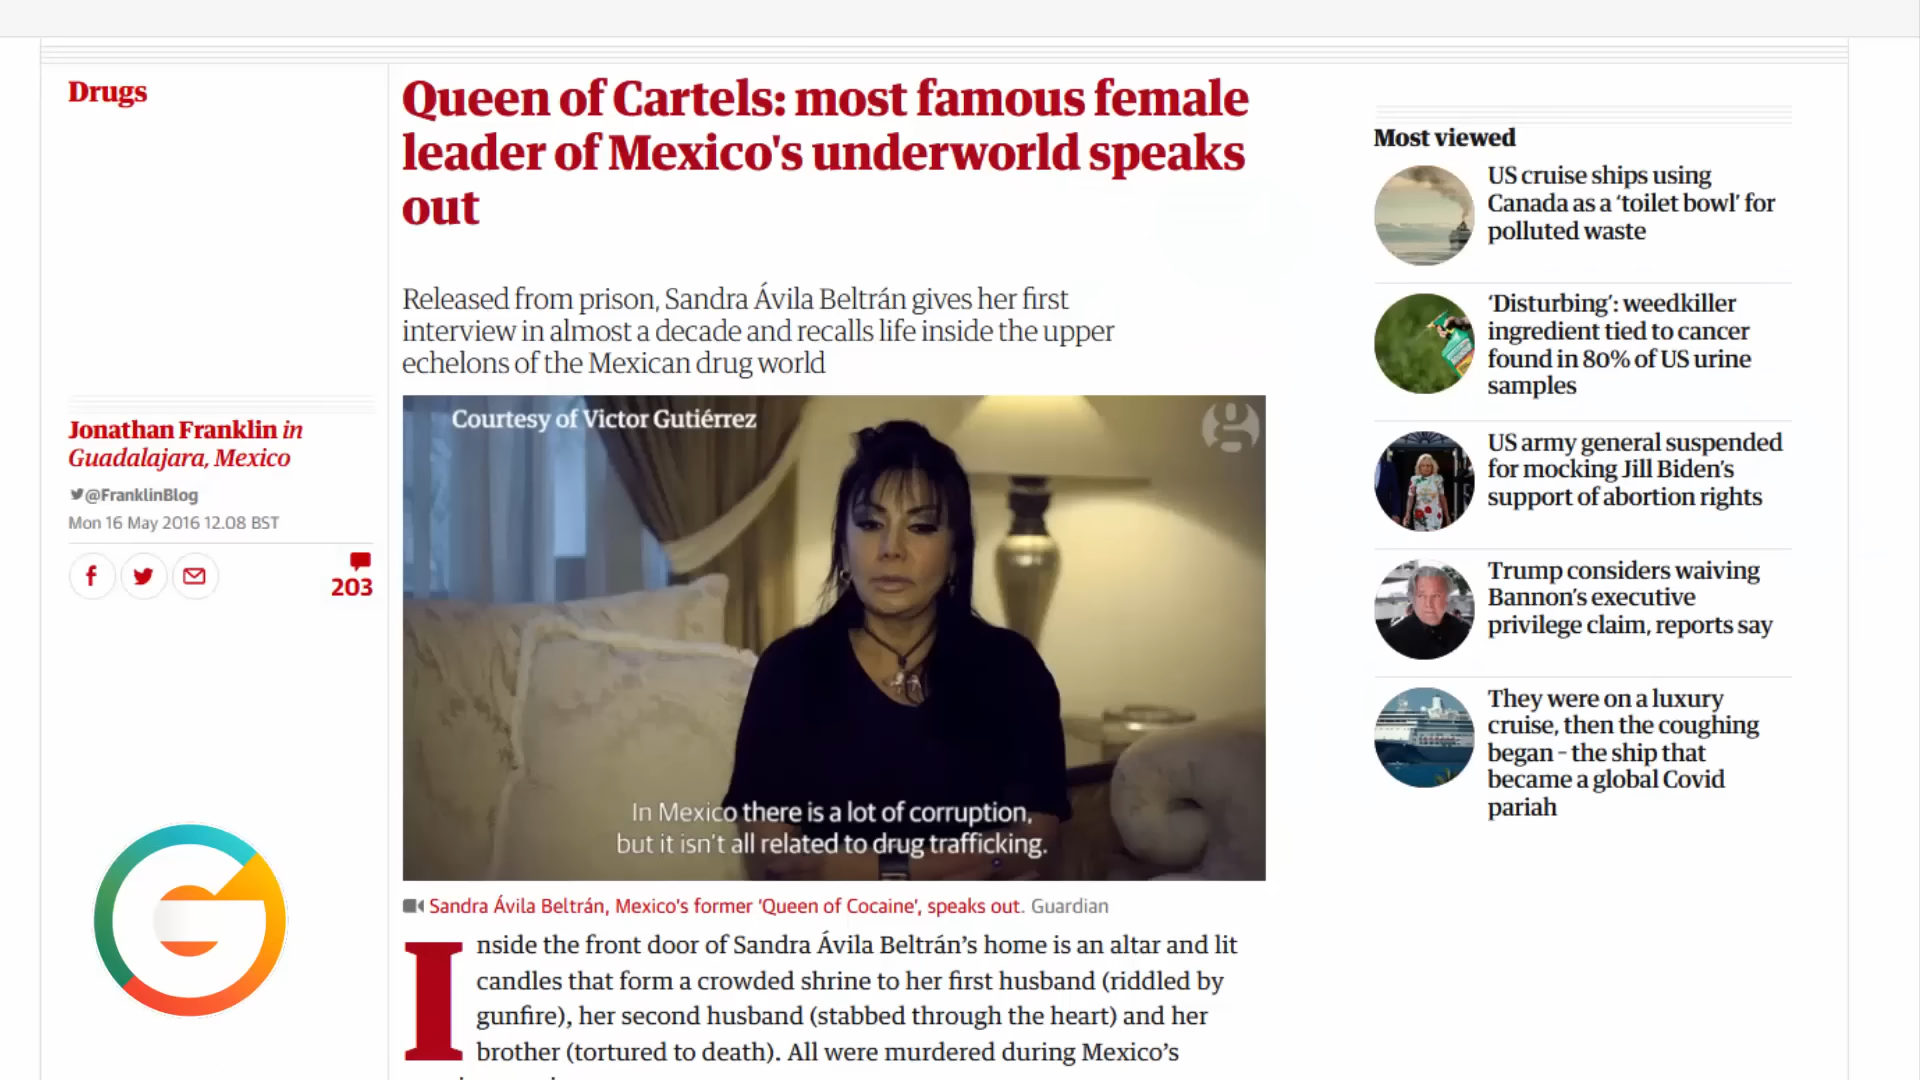 Drugs
Queen of Cartels: most famous female
leader of Mexico's underworld speaks
out
Released from prison, Sandra Ávila Beltrán gives her first
interview in almost a decade and recalls life inside the upper
echelons of the Mexican drug world
Jonathan Franklin in
Guadalajara, Mexico
@FranklinBlog
Mon 16 May 2016 12.08 BST
203
Courtesy of Victor Gutiérrez
In Mexico there is a lot of corruption,
but it isn't all related to drug trafficking.
Sandra Ávila Beltrán, Mexico's former 'Queen of Cocaine', speaks out. Guardian
Inside the front door of Sandra Ávila Beltrán’s home is an altar and lit
candles that form a crowded shrine to her first husband (riddled by
gunfire), her second husband (stabbed through the heart) and her
brother (tortured to death). All were murdered during Mexico’s
Most viewed
US cruise ships using
Canada as a ‘toilet bowl’ for
polluted waste
‘Disturbing’: weedkiller
ingredient tied to cancer
found in 80% of US urine
samples
US army general suspended
for mocking Jill Biden’s
support of abortion rights
Trump considers waiving
Bannon’s executive
privilege claim, reports say
They were on a luxury
cruise, then the coughing
began – the ship that
became a global Covid
pariah